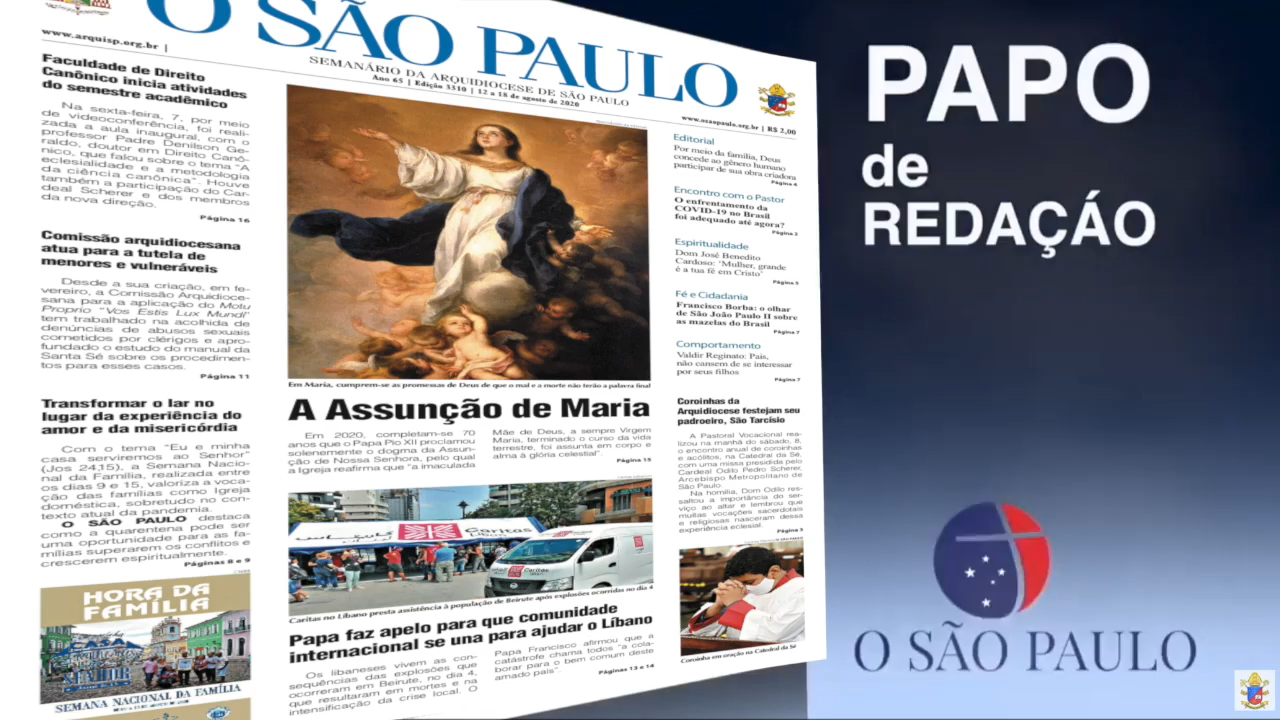 O SÃO PAULO
SEMANÁRIO DA ARQUIDIOCESE DE SÃO PAULO
Ano 65 | Edição 3310 | 12 a 18 de agosto de 2020
www.arquisp.org.br |
www.osaopaulo.org.br | R$ 2,00
Faculdade de Direito
Canônico inicia atividades
do semestre acadêmico
Na sexta-feira, 7, por meio
de videoconferência, foi reali-
zada a aula inaugural, com o
professor Padre Denilson Ge-
raldo, doutor em Direito Canô-
nico, que falou sobre o tema “A
eclesialidade e a metodologia
da ciência canônica”. Houve
também a participação do Car-
deal Scherer e dos membros
da nova direção.
Página 16
Comissão arquidiocesana
atua para a tutela de
menores e vulneráveis
Desde a sua criação, em fe-
vereiro, a Comissão Arquidioce-
sana para a aplicação do Motu
Proprio “Vos Estis Lux Mundi”
tem trabalhado na acolhida de
denúncias de abusos sexuais
cometidos por clérigos e apro-
fundado o estudo do manual da
Santa Sé sobre os procedimen-
tos para esses casos.
Página 11
Transformar o lar no
lugar da experiência do
amor e da misericórdia
Com o tema “Eu e minha
casa serviremos ao Senhor”
(Jos 24,15), a Semana Nacio-
nal da Família, realizada entre
os dias 9 e 15, valoriza a voca-
ção das famílias como Igreja
doméstica, sobretudo no con-
texto atual da pandemia.
O SÃO PAULO destaca
como a quarentena pode ser
uma oportunidade para as fa-
mílias superarem os conflitos e
crescerem espiritualmente.
Páginas 8 e 9
HORA DA
FAMÍLIA
SEMANA NACIONAL DA FAMÍLIA
Em Maria, cumprem-se as promessas de Deus de que o mal e a morte não terão a palavra final
A Assunção de Maria
Em 2020, completam-se 70
anos que o Papa Pio XII proclamou
solenemente o dogma da Assun-
ção de Nossa Senhora, pelo qual
a Igreja reafirma que “a imaculada
Mãe de Deus, a sempre Virgem
Maria, terminado o curso da vida
terrestre, foi assunta em corpo e
alma à glória celestial”.
Página 15
Caritas
Caritas no Líbano presta assistência à população de Beirute após explosões ocorridas no dia 4
Papa faz apelo para que comunidade
internacional se una para ajudar o Líbano
Os libaneses vivem as con-
sequências das explosões que
ocorreram em Beirute, no dia 4,
que resultaram em mortes e na
intensificação da crise local. O
Papa Francisco afirmou que a
catástrofe chama todos “a cola-
borar para o bem comum deste
amado país”.
Páginas 13 e 14
Editorial
Por meio da família, Deus
concede ao gênero humano
participar de sua obra criadora
Página 4
Encontro com o Pastor
O enfrentamento da
COVID-19 no Brasil
foi adequado até agora?
Página 2
Espiritualidade
Dom José Benedito
Cardoso: ‘Mulher, grande
é a tua fé em Cristo’
Página 5
Fé e Cidadania
Francisco Borba: o olhar
de São João Paulo II sobre
as mazelas do Brasil
Página 7
Comportamento
Valdir Reginato: Pais,
não cansem de se interessar
por seus filhos
Página 7
Coroinhas da
Arquidiocese festejam seu
padroeiro, São Tarcísio
A Pastoral Vocacional rea-
lizou na manhã do sábado, 8,
o encontro anual de coroinhas
e acólitos, na Catedral da Sé,
com uma missa presidida pelo
Cardeal Odilo Pedro Scherer,
Arcebispo Metropolitano de
São Paulo.
Na homilia, Dom Odilo res-
saltou a importância do ser-
viço ao altar e lembrou que
muitas vocações sacerdotais
e religiosas nasceram dessa
experiência eclesial.
Página 3
Coroinha em oração na Catedral da Sé
PAPO
de
REDAÇÃO
O SÃO PAULO